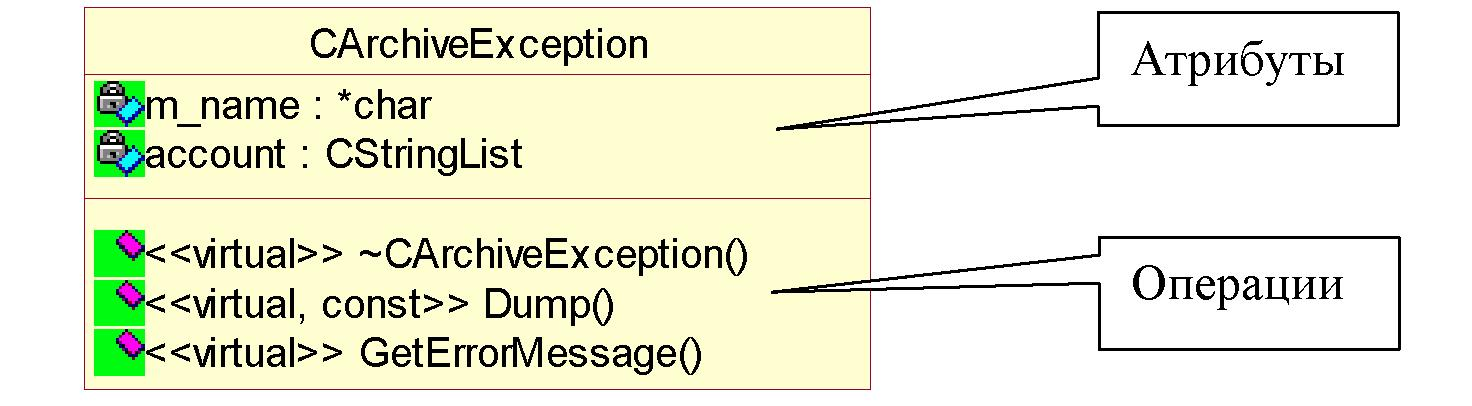 CArchiveException
Атрибуты
m_name : *char
account : CStringList
<<virtual>> ~CArchiveException()
Операции
<<virtual, const>> Dump()
<<virtual>> GetErrorMessage()